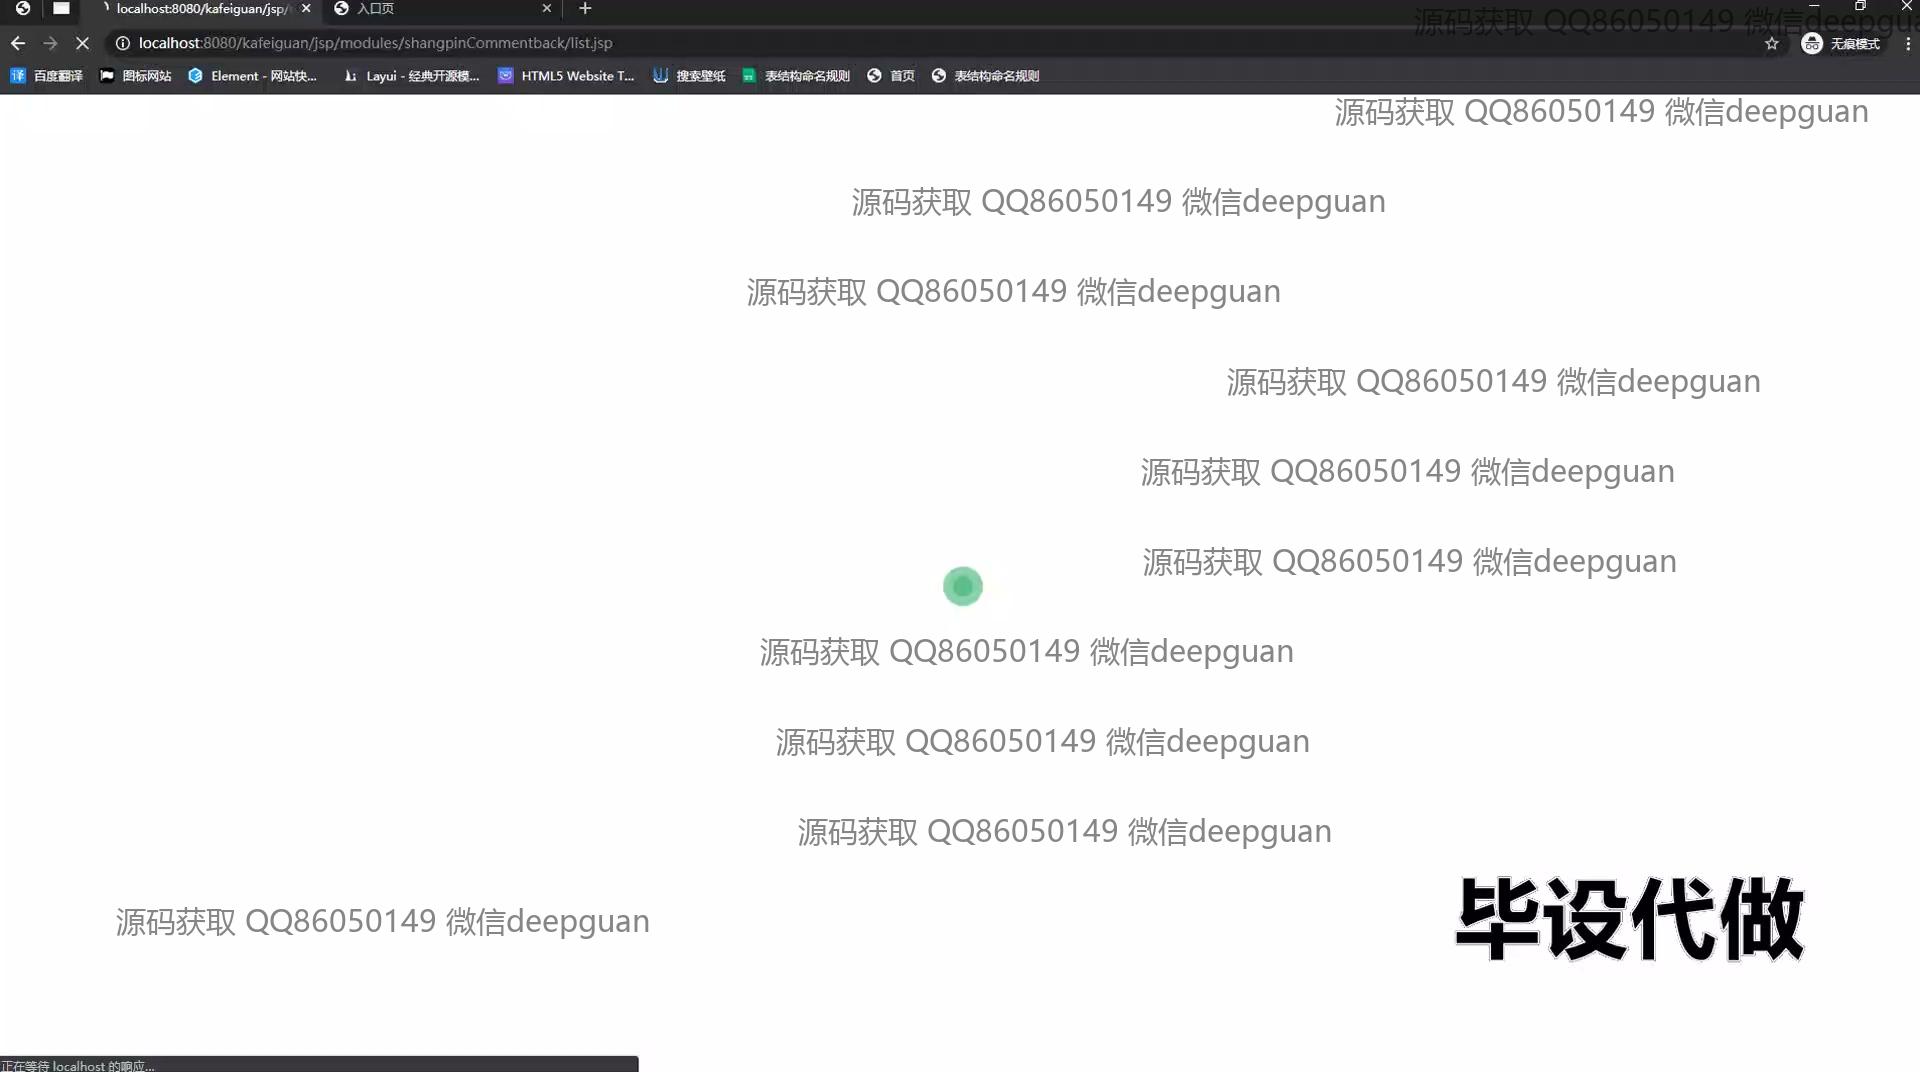 localhost:8080/kafeiguan/jsp/
入口页
源码获取 QQ86050149 微信deepgua
localhost:8080/kafeiguan/jsp/modules/shangpinCommentback/list.jsp
无痕模式
译 百度翻译
图标网站
Element - 网站快...
Layui - 经典开源模...
HTML5 Website T...
搜索壁纸
表结构命名规则
首页
表结构命名规则
源码获取 QQ86050149 微信deepguan
源码获取 QQ86050149 微信deepguan
源码获取 QQ86050149 微信deepguan
源码获取 QQ86050149 微信deepguan
源码获取 QQ86050149 微信deepguan
源码获取 QQ86050149 微信deepguan
源码获取 QQ86050149 微信deepguan
源码获取 QQ86050149 微信deepguan
源码获取 QQ86050149 微信deepguan
源码获取 QQ86050149 微信deepguan
毕设代做
正在等待 localhost 的响应...